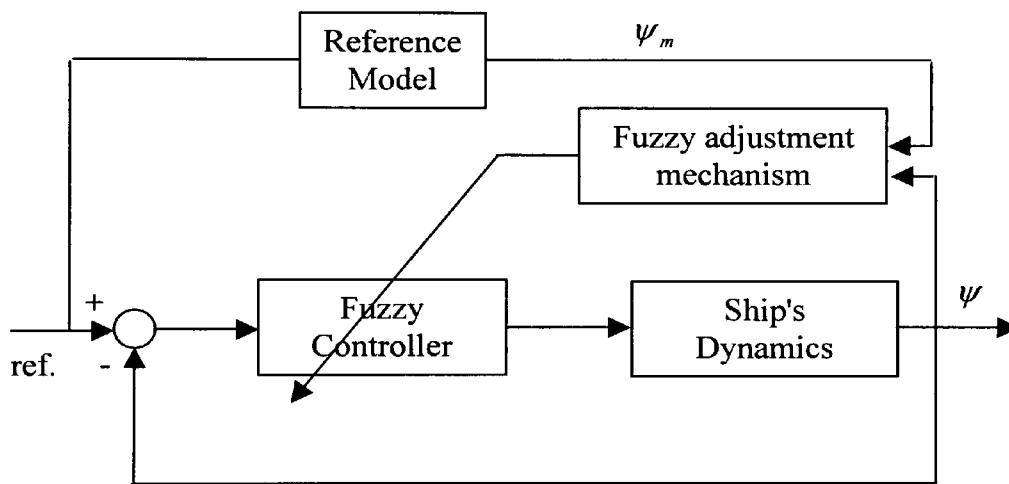 Reference
Model
ψm
Fuzzy adjustment
mechanism
+
ref.
-
Fuzzy
Controller
Ship's
Dynamics
ψ